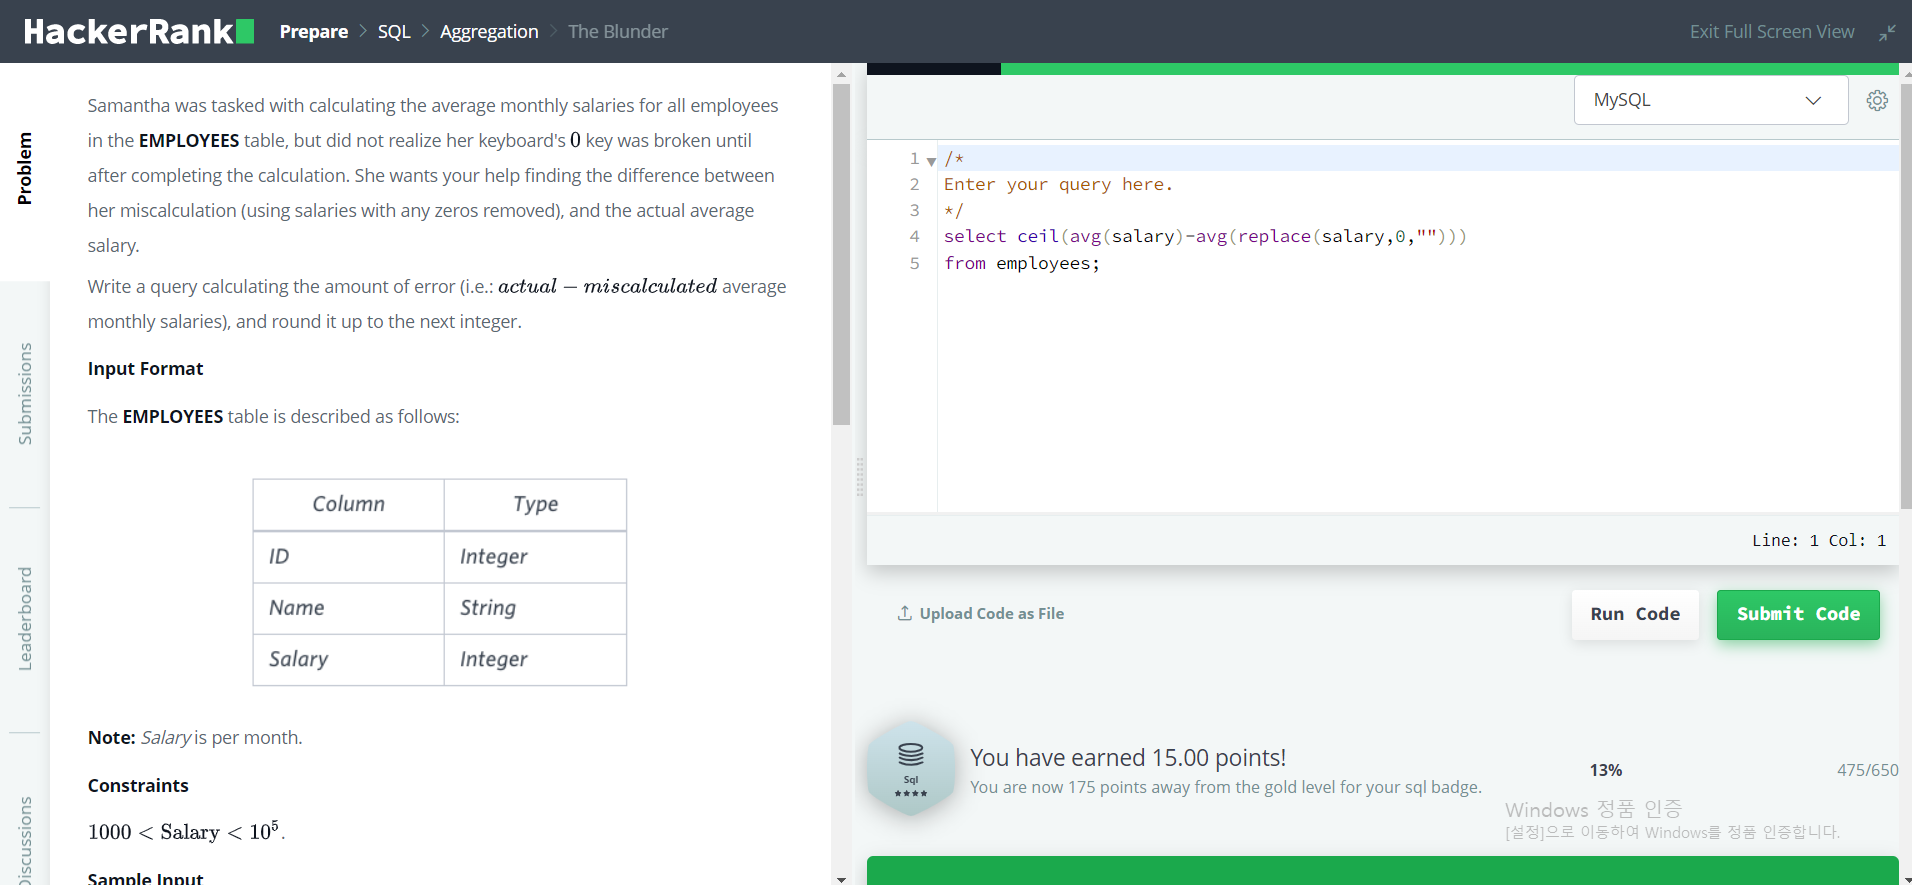 HackerRank Prepare > SQL > Aggregation > The Blunder Exit Full Screen View
Problem
Submissions
Leaderboard
Discussions
Samantha was tasked with calculating the average monthly salaries for all employees
in the EMPLOYEES table, but did not realize her keyboard's 0 key was broken until
after completing the calculation. She wants your help finding the difference between
her miscalculation (using salaries with any zeros removed), and the actual average
salary.
Write a query calculating the amount of error (i.e.: actual − miscalculated average
monthly salaries), and round it up to the next integer.
Input Format
The EMPLOYEES table is described as follows:
Column Type
ID Integer
Name String
Salary Integer
Note: Salary is per month.
Constraints
1000 < Salary < 10^5.
Sample Input
MySQL
1 /*
2 Enter your query here.
3 */
4 select ceil(avg(salary)-avg(replace(salary,0,"")))
5 from employees;
Line: 1 Col: 1
Upload Code as File
Run Code
Submit Code
Sql
You have earned 15.00 points!
You are now 175 points away from the gold level for your sql badge.
13% 475/650
Windows 정품 인증
[설정]으로 이동하여 Windows를 정품 인증합니다.